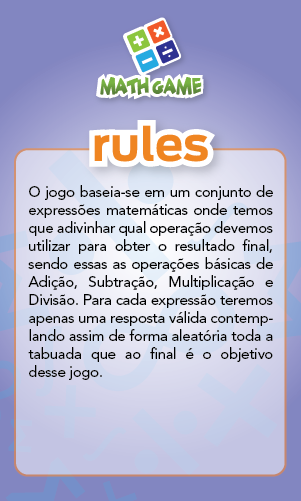 MATH GAME
rules
O jogo baseia-se em um conjunto de
expressões matemáticas onde temos
que adivinhar qual operação devemos
utilizar para obter o resultado final,
sendo essas as operações básicas de
Adição, Subtração, Multiplicação e
Divisão. Para cada expressão teremos
apenas uma resposta válida contemp-
lando assim de forma aleatória toda a
tabuada que ao final é o objetivo
desse jogo.